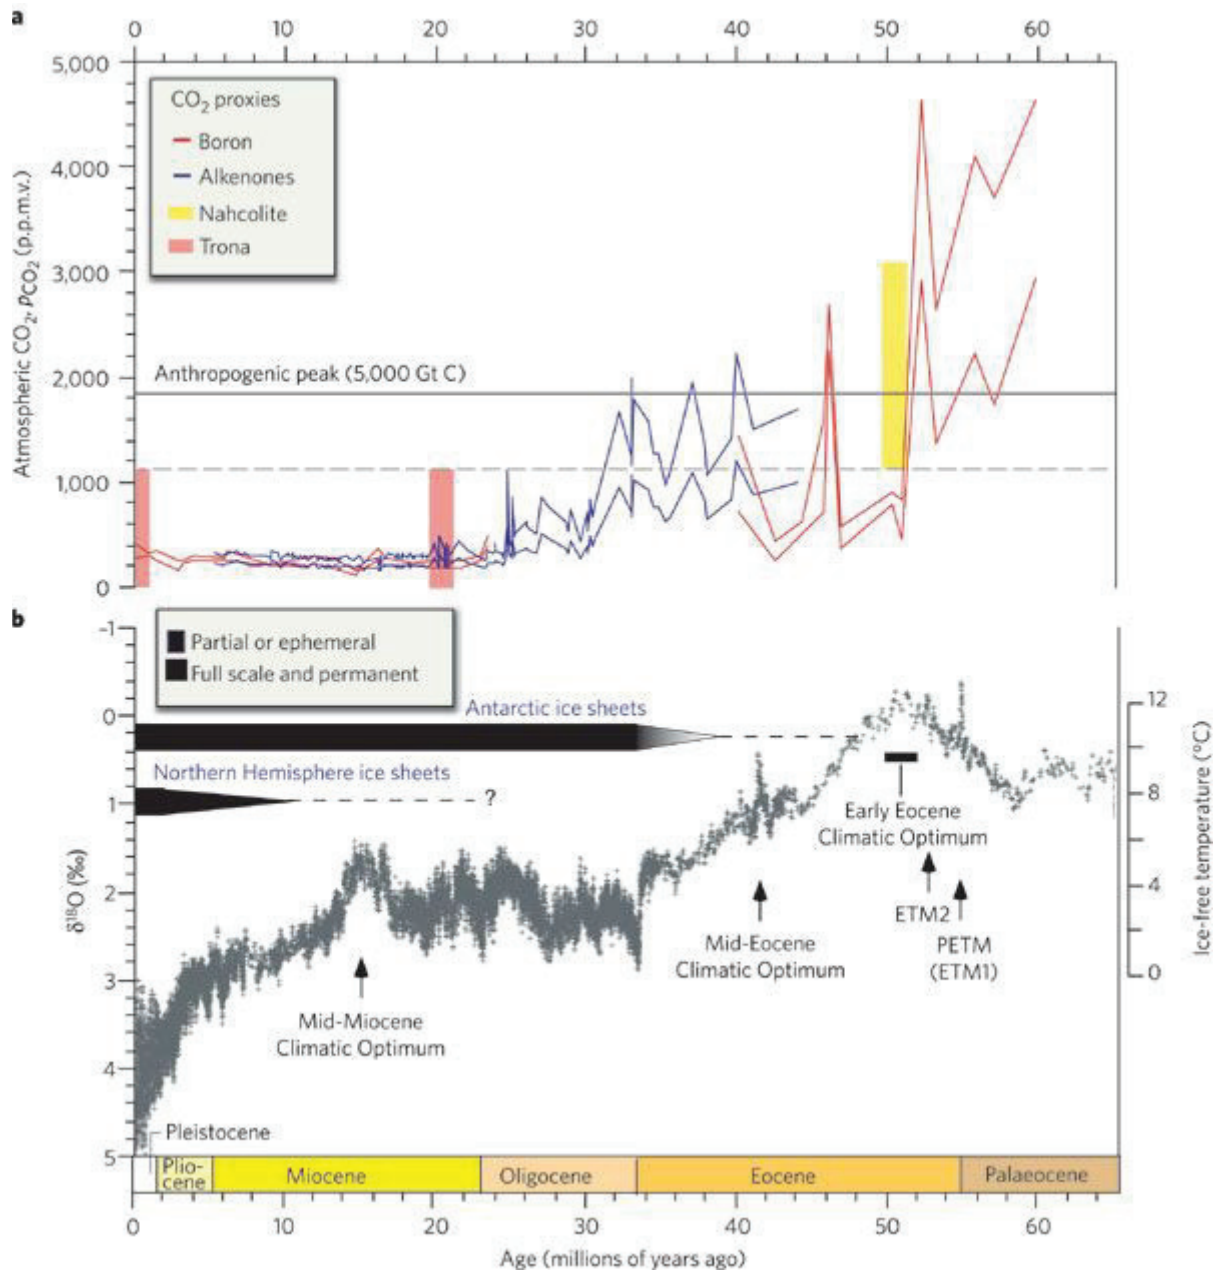 a
0 10 20 30 40 50 60
5,000
4,000
3,000
2,000
1,000
0
Atmospheric CO₂, pCO₂ (p.p.m.v.)
CO₂ proxies
Boron
Alkenones
Nahcolite
Trona
Anthropogenic peak (5,000 Gt C)
b
–1
0
1
2
3
4
5
δ¹⁸O (‰)
Partial or ephemeral
Full scale and permanent
Antarctic ice sheets
Northern Hemisphere ice sheets
?
12
8
4
0
Ice-free temperature (°C)
Early Eocene
Climatic Optimum
ETM2
PETM
(ETM1)
Mid-Eocene
Climatic Optimum
Mid-Miocene
Climatic Optimum
Pleistocene
Plio-
cene
Miocene
Oligocene
Eocene
Palaeocene
0 10 20 30 40 50 60
Age (millions of years ago)